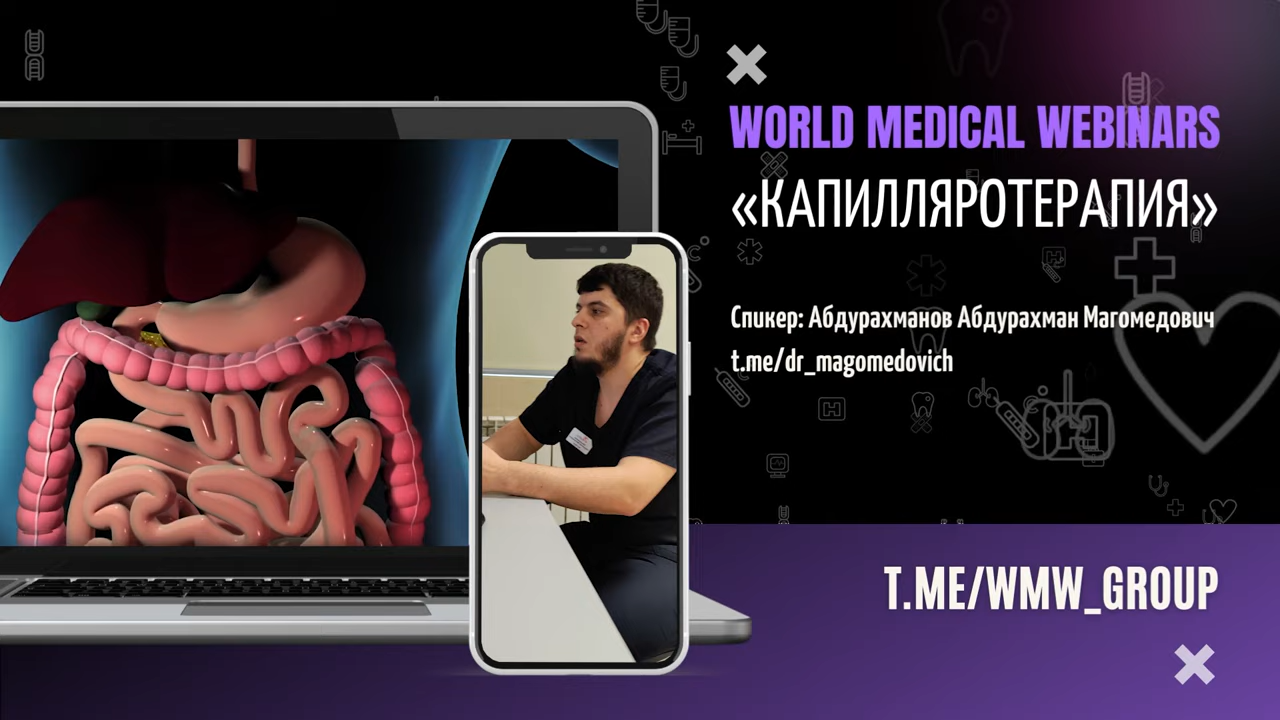 WORLD MEDICAL WEBINARS
«КАПИЛЛЯРОТЕРАПИЯ»
Спикер: Абдурахманов Абдурахман Магомедович
t.me/dr_magomedovich
T.ME/WMW_GROUP